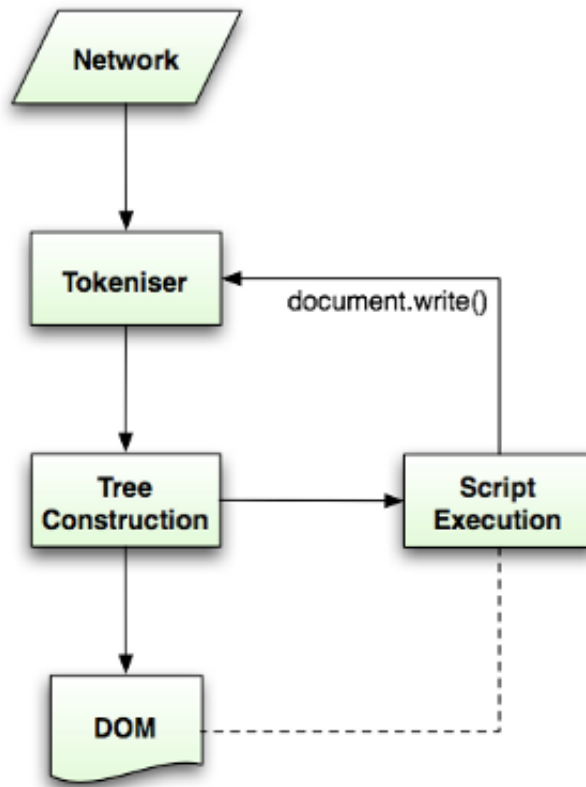 Network
Tokeniser
document.write()
Tree
Construction
Script
Execution
DOM